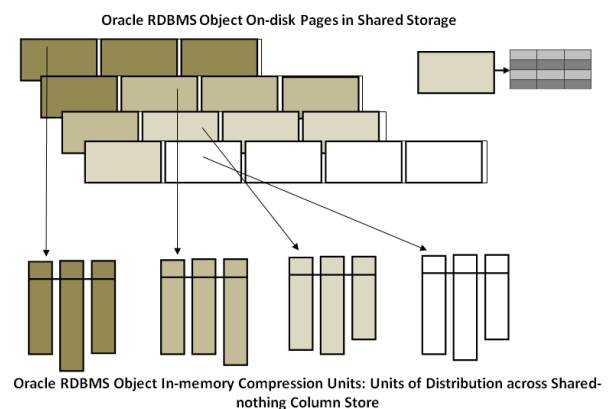 Oracle RDBMS Object On-disk Pages in Shared Storage
Oracle RDBMS Object In-memory Compression Units: Units of Distribution across Shared-
nothing Column Store